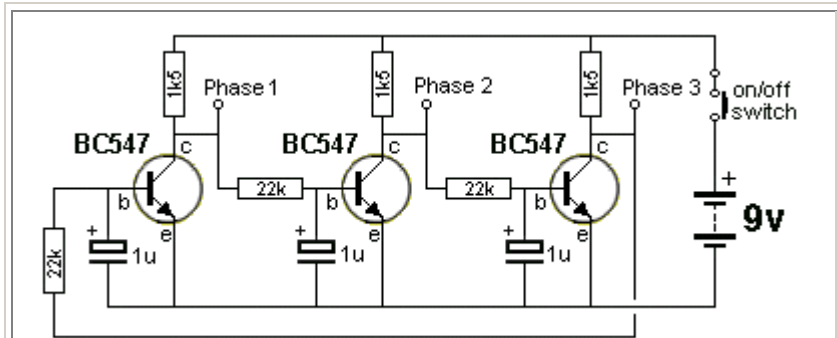 1k5
Phase 1
1k5
Phase 2
1k5
Phase 3
on/off
switch
BC547
c
BC547
c
BC547
c
+
9v
b
22k
b
22k
b
e
e
e
+
1u
+
1u
+
1u
22k